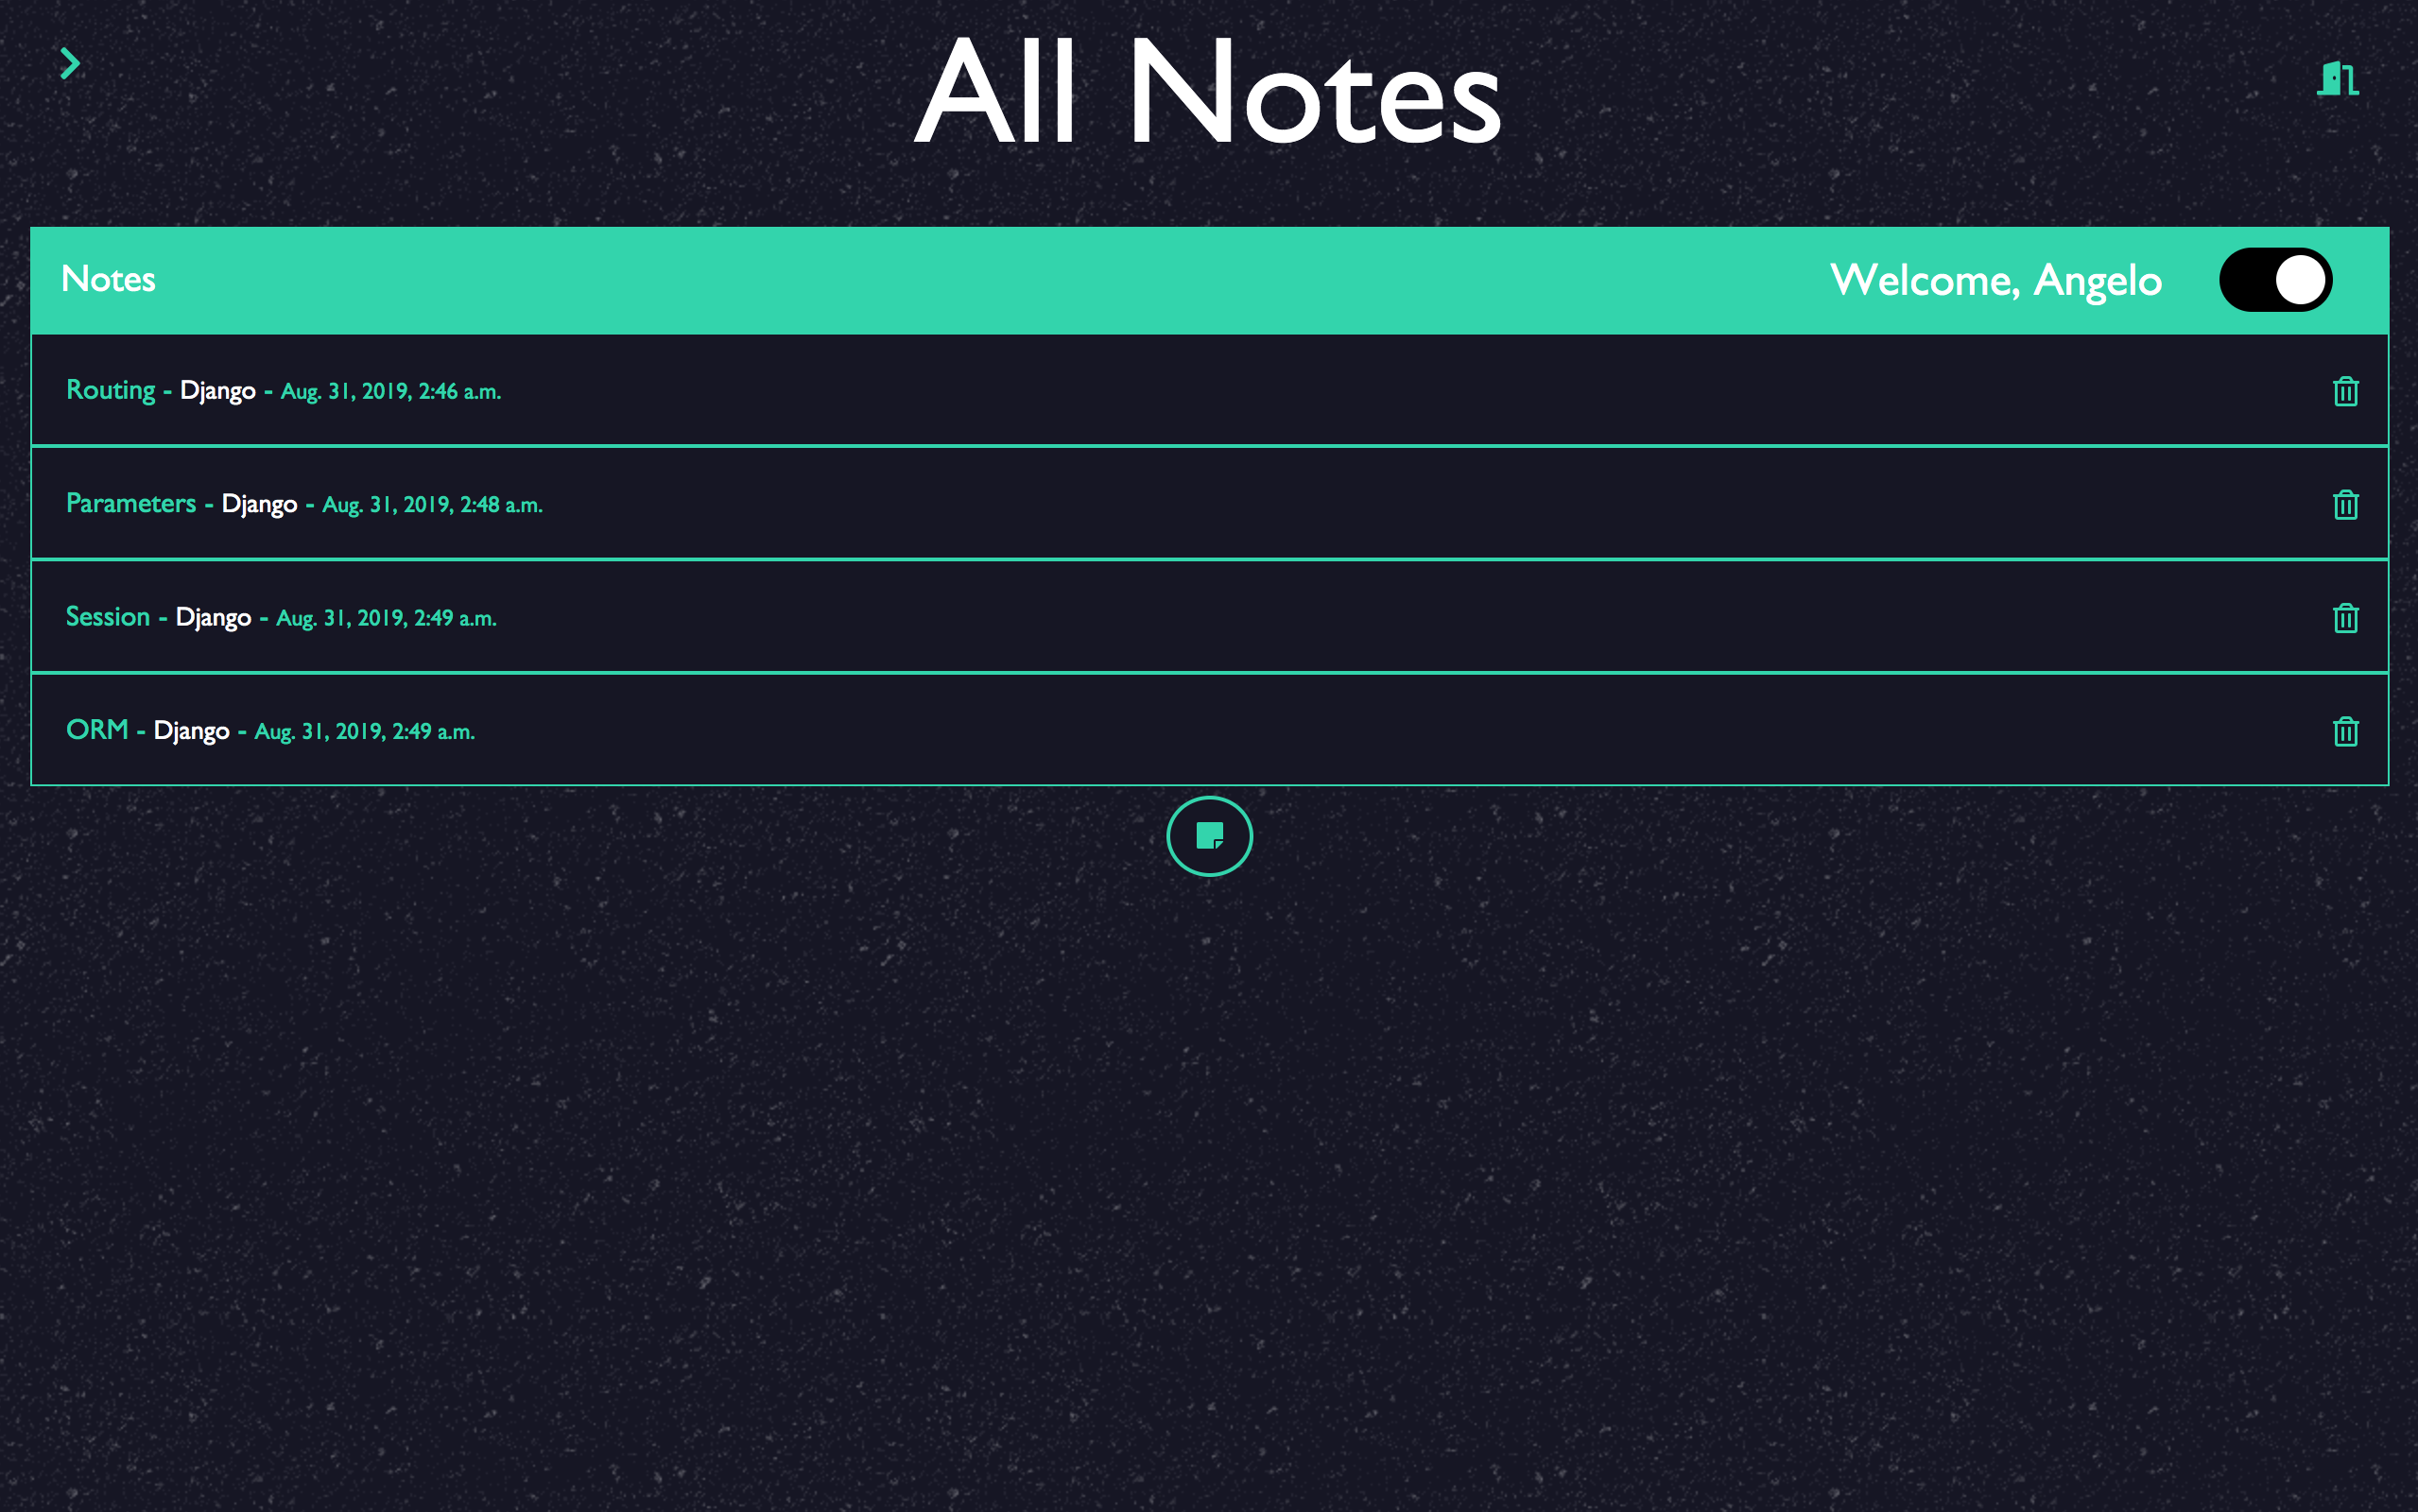 All Notes
Notes
Welcome, Angelo
Routing - Django - Aug. 31, 2019, 2:46 a.m.
Parameters - Django - Aug. 31, 2019, 2:48 a.m.
Session - Django - Aug. 31, 2019, 2:49 a.m.
ORM - Django - Aug. 31, 2019, 2:49 a.m.